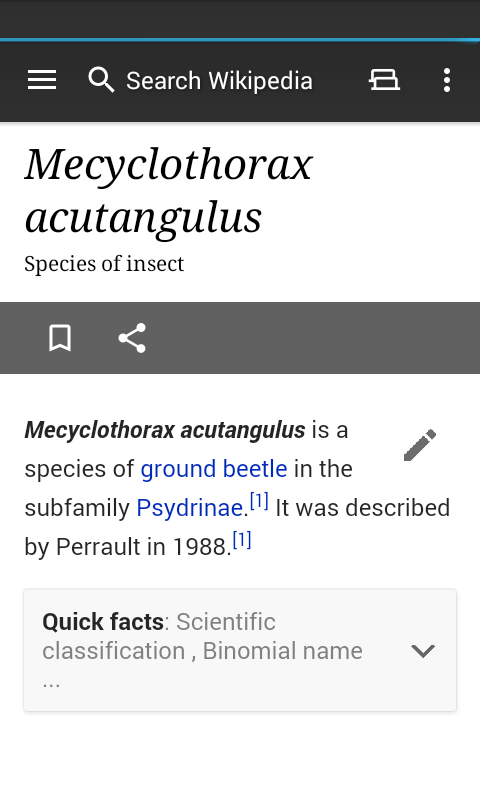 Search Wikipedia
Mecyclothorax
acutangulus
Species of insect
Mecyclothorax acutangulus is a
species of ground beetle in the
subfamily Psydrinae.[1] It was described
by Perrault in 1988.[1]
Quick facts: Scientific
classification , Binomial name
...